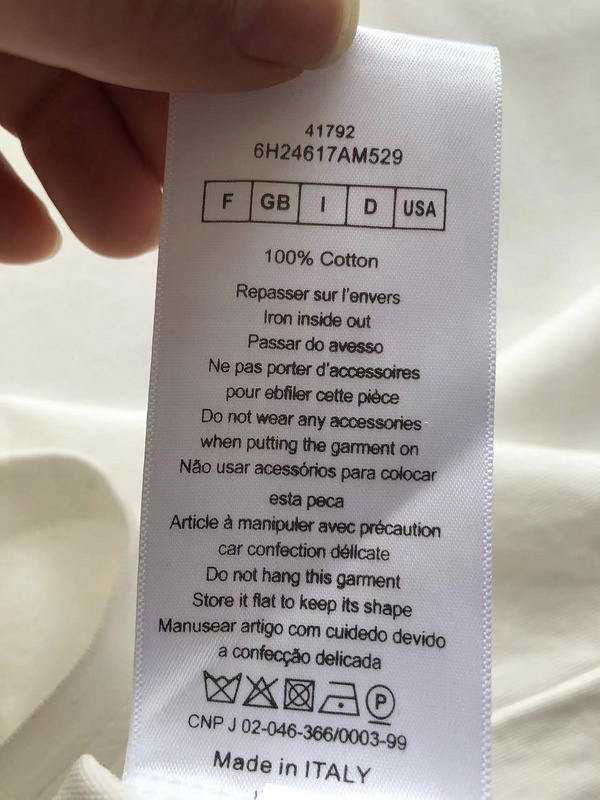 41792
6H24617AM529
F GB I D USA
100% Cotton
Repasser sur l'envers
Iron inside out
Passar do avesso
Ne pas porter d'accessoires
pour ebfiler cette pièce
Do not wear any accessories
when putting the garment on
Não usar acessórios para colocar
esta peca
Article à manipuler avec précaution
car confection délicate
Do not hang this garment
Store it flat to keep its shape
Manusear artigo com cuidedo devido
a confecção delicada
P
CNP J 02-046-366/0003-99
Made in ITALY